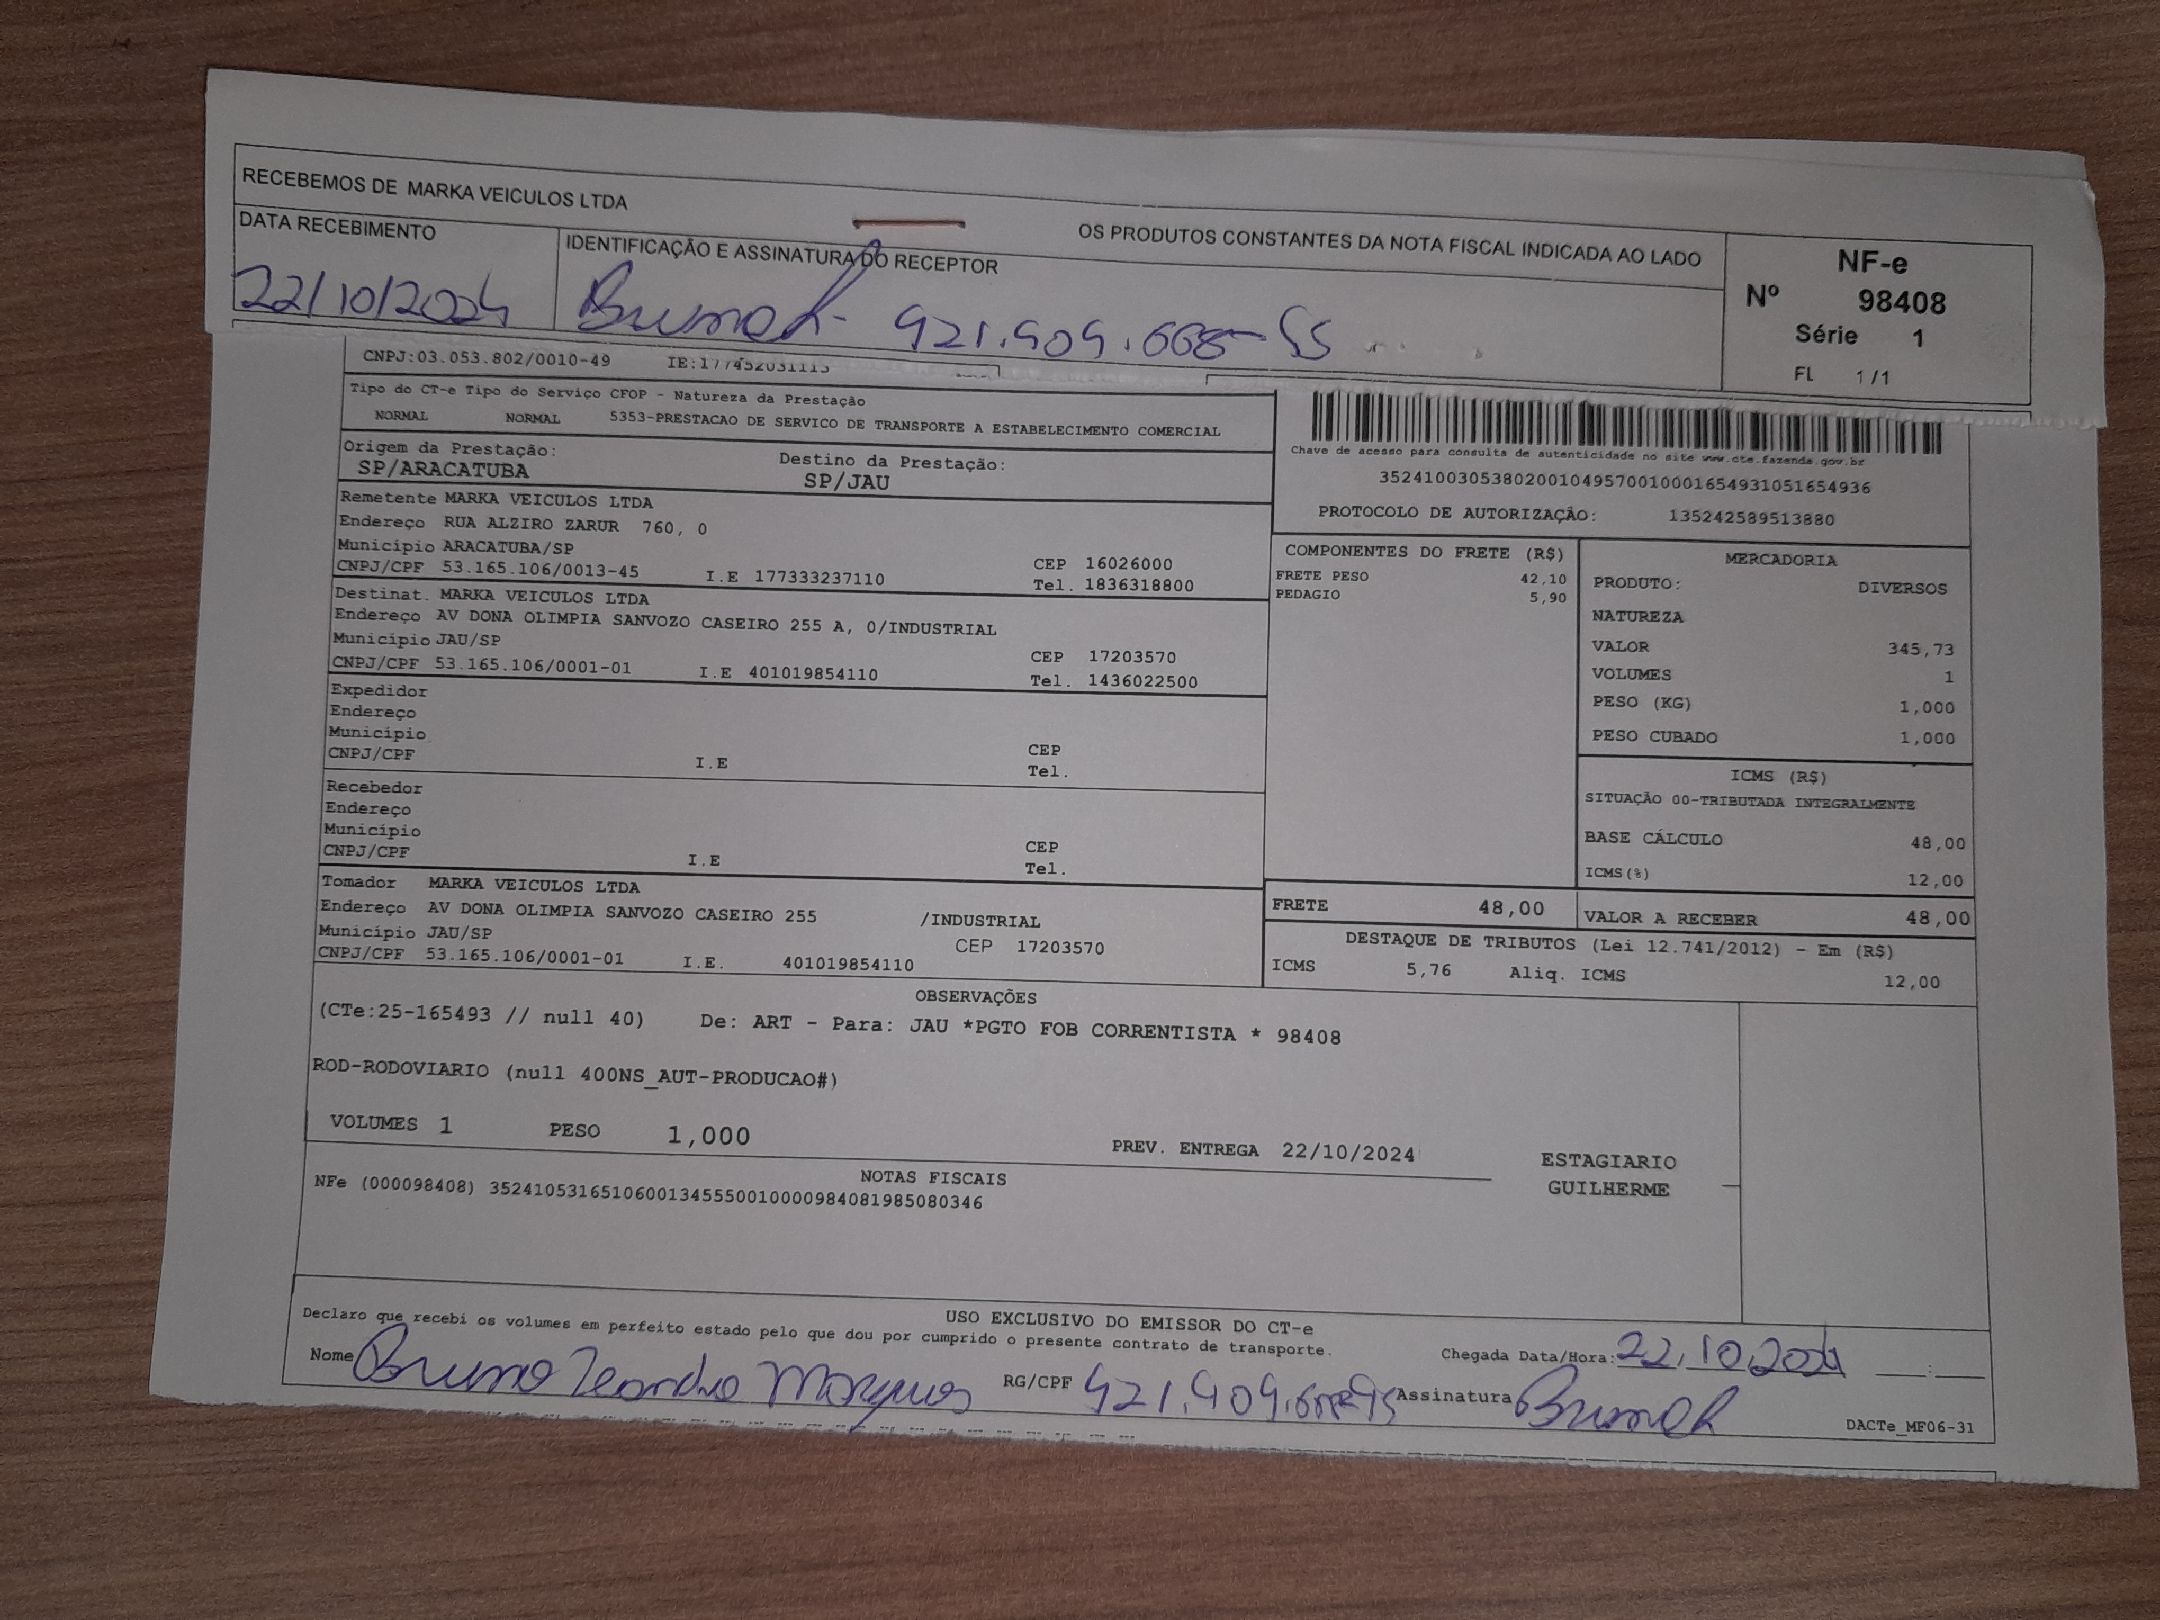 RECEBEMOS DE MARKA VEICULOS LTDA
OS PRODUTOS CONSTANTES DA NOTA FISCAL INDICADA AO LADO
DATA RECEBIMENTO
22/10/2024
IDENTIFICAÇÃO E ASSINATURA DO RECEPTOR
NF-e
Nº 98408
Série 1
FL 1/1
CNPJ:03.053.802/0010-49 IE:177452031113
Tipo do CT-e Tipo do Serviço CFOP - Natureza da Prestação
NORMAL NORMAL 5353-PRESTACAO DE SERVICO DE TRANSPORTE A ESTABELECIMENTO COMERCIAL
Origem da Prestação: Destino da Prestação:
SP/ARACATUBA SP/JAU
Chave de acesso para consulta de autenticidade no site www.cte.fazenda.gov.br
35241003053802001049570010001654931051654936
PROTOCOLO DE AUTORIZAÇÃO: 135242589513880
Remetente MARKA VEICULOS LTDA
Endereço RUA ALZIRO ZARUR 760, 0
Município ARACATUBA/SP CEP 16026000
CNPJ/CPF 53.165.106/0013-45 I.E 177333237110 Tel. 1836318800
Destinat. MARKA VEICULOS LTDA
Endereço AV DONA OLIMPIA SANVOZO CASEIRO 255 A, 0/INDUSTRIAL
Município JAU/SP CEP 17203570
CNPJ/CPF 53.165.106/0001-01 I.E 401019854110 Tel. 1436022500
Expedidor
Endereço
Município CEP
CNPJ/CPF I.E Tel.
Recebedor
Endereço
Município CEP
CNPJ/CPF I.E Tel.
Tomador MARKA VEICULOS LTDA
Endereço AV DONA OLIMPIA SANVOZO CASEIRO 255 /INDUSTRIAL
Município JAU/SP CEP 17203570
CNPJ/CPF 53.165.106/0001-01 I.E. 401019854110
COMPONENTES DO FRETE (R$)
FRETE PESO 42,10
PEDAGIO 5,90
MERCADORIA
PRODUTO: DIVERSOS
NATUREZA
VALOR 345,73
VOLUMES 1
PESO (KG) 1,000
PESO CUBADO 1,000
ICMS (R$)
SITUAÇÃO 00-TRIBUTADA INTEGRALMENTE
BASE CÁLCULO 48,00
ICMS(%) 12,00
FRETE 48,00 VALOR A RECEBER 48,00
DESTAQUE DE TRIBUTOS (Lei 12.741/2012) - Em (R$)
ICMS 5,76 Aliq. ICMS 12,00
OBSERVAÇÕES
(CTe:25-165493 // null 40) De: ART - Para: JAU *PGTO FOB CORRENTISTA * 98408
ROD-RODOVIARIO (null 400NS_AUT-PRODUCAO#)
VOLUMES 1 PESO 1,000 PREV. ENTREGA 22/10/2024
ESTAGIARIO
GUILHERME
NOTAS FISCAIS
NFe (000098408) 35241053165106001345550010000984081985080346
USO EXCLUSIVO DO EMISSOR DO CT-e
Declaro que recebi os volumes em perfeito estado pelo que dou por cumprido o presente contrato de transporte.
Chegada Data/Hora: 22.10.2024 :
Nome Bruno Leandro Marques RG/CPF Assinatura
DACTe_MF06-31